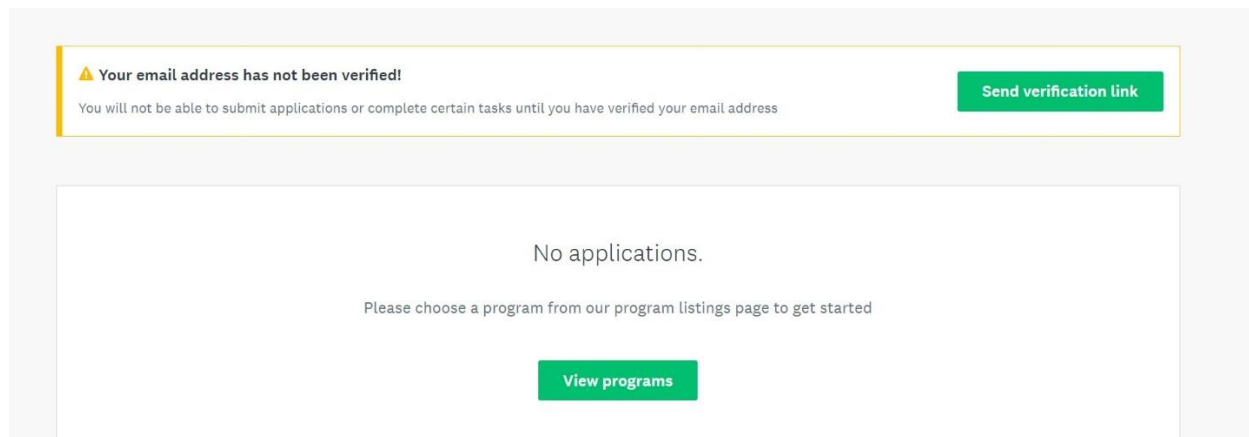 Your email address has not been verified!
You will not be able to submit applications or complete certain tasks until you have verified your email address
Send verification link
No applications.
Please choose a program from our program listings page to get started
View programs